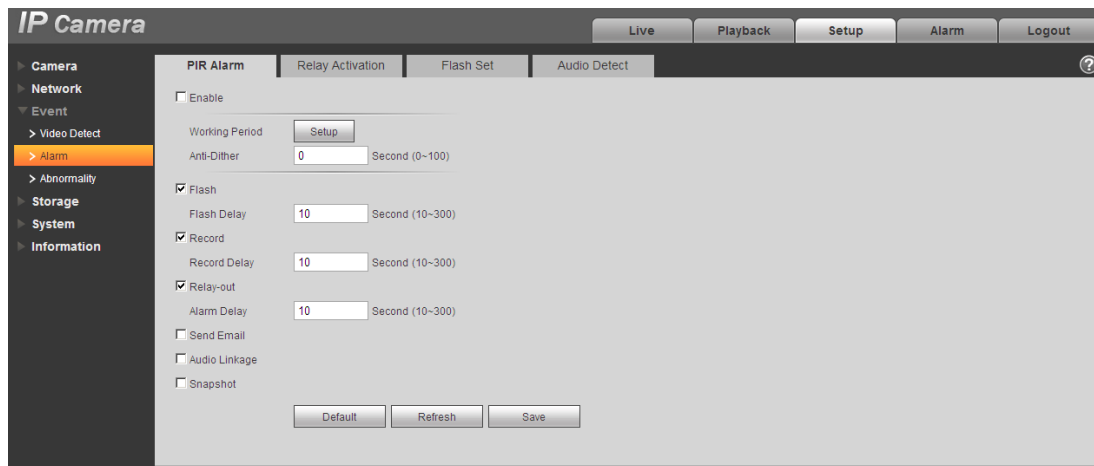 IP Camera
Live Playback Setup Alarm Logout
Camera
Network
Event
> Video Detect
> Alarm
> Abnormality
Storage
System
Information
PIR Alarm Relay Activation Flash Set Audio Detect
?
Enable
Working Period Setup
Anti-Dither 0 Second (0~100)
Flash
Flash Delay 10 Second (10~300)
Record
Record Delay 10 Second (10~300)
Relay-out
Alarm Delay 10 Second (10~300)
Send Email
Audio Linkage
Snapshot
Default Refresh Save